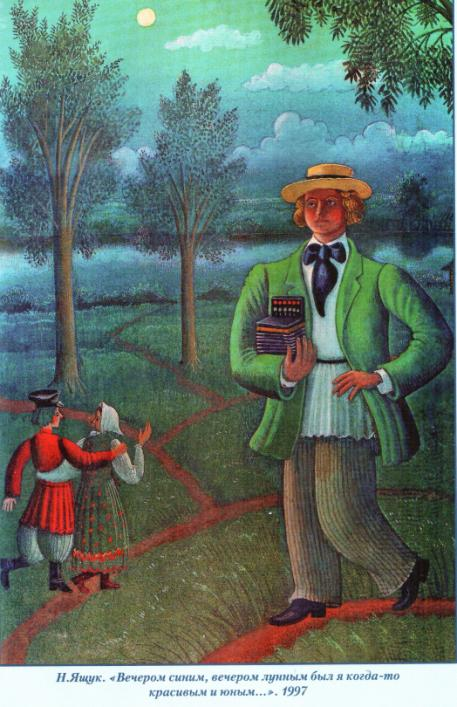 Н.Ящук. «Вечером синим, вечером лунным был я когда-то
красивым и юным...». 1997